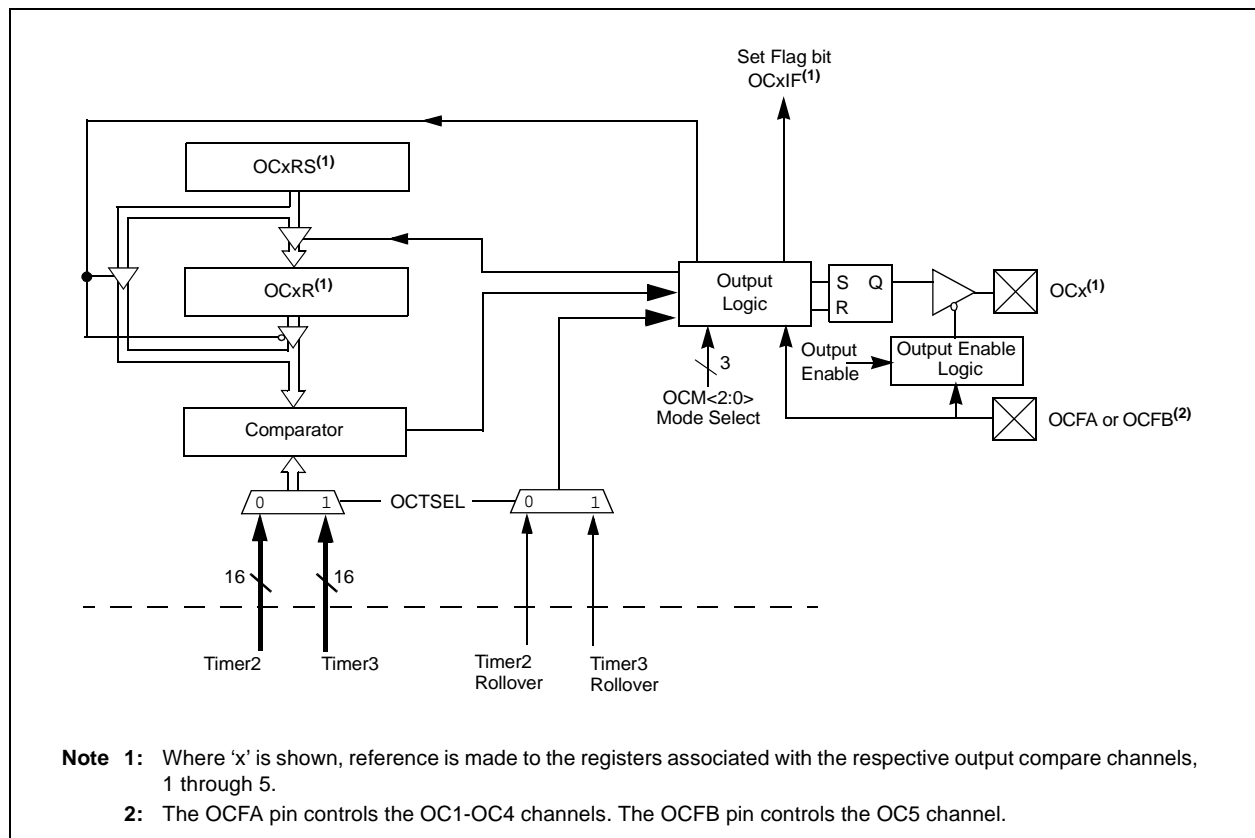 Set Flag bit
OCxIF(1)
OCxRS(1)
OCxR(1)
Output
Logic
S Q
R
OCx(1)
Output
Enable
Output Enable
Logic
3
OCM<2:0>
Mode Select
OCFA or OCFB(2)
Comparator
0 1
OCTSEL
0 1
16
16
Timer2
Timer3
Timer2
Rollover
Timer3
Rollover
Note 1: Where ‘x’ is shown, reference is made to the registers associated with the respective output compare channels,
1 through 5.
2: The OCFA pin controls the OC1-OC4 channels. The OCFB pin controls the OC5 channel.